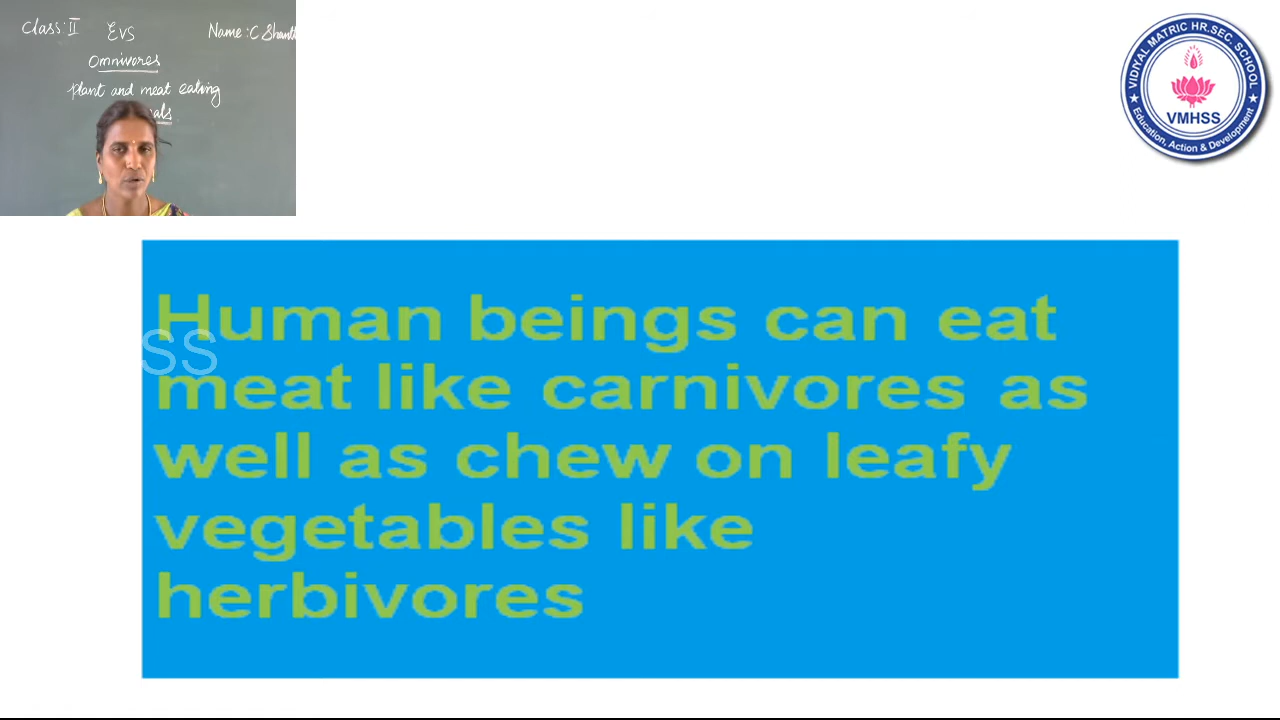 Class: II EVS Name: C Shanti
Omnivores
Plant and meat eating
VIDIYAL MATRIC HR.SEC. SCHOOL
VMHSS
Education, Action & Development
Human beings can eat
meat like carnivores as
well as chew on leafy
vegetables like
herbivores
SS